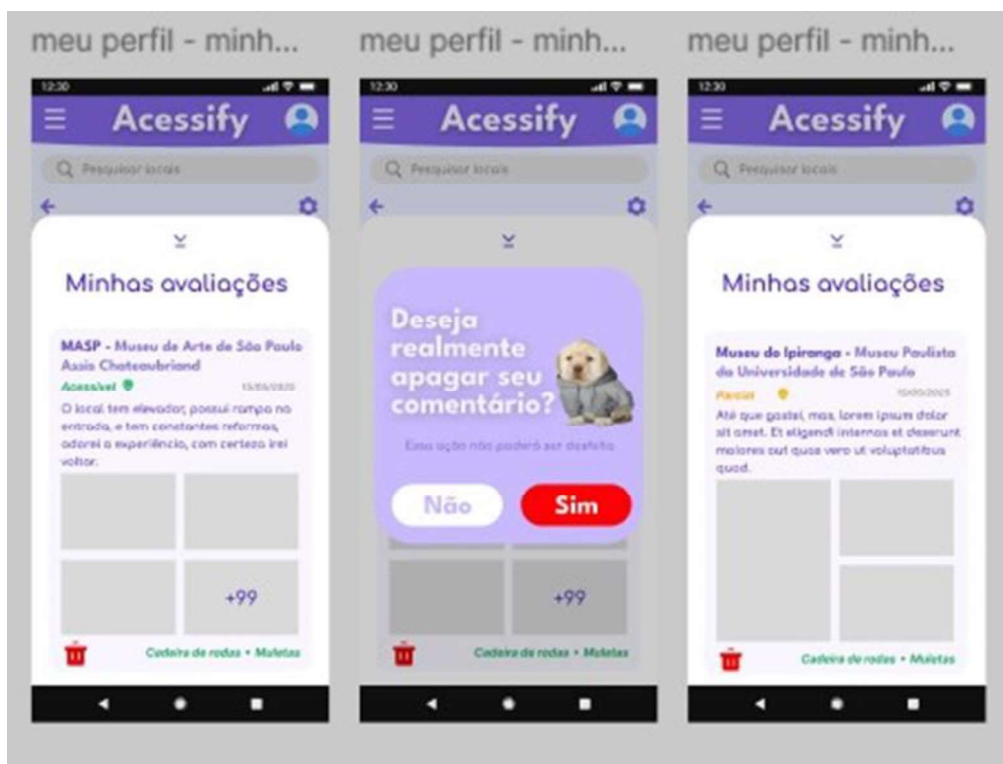 meu perfil - minh...
12:30
Acessify
Pesquisar locais
Minhas avaliações
MASP - Museu de Arte de São Paulo
Assis Chateaubriand
Acessível
O local tem elevador, possui rampa na
entrada, e tem constantes reformas,
adorei a experiência, com certeza irei
voltar.
+99
Cadeira de rodas • Muletas
meu perfil - minh...
12:30
Acessify
Pesquisar locais
Deseja
realmente
apagar seu
comentário?
Essa ação não poderá ser desfeita
Não
Sim
+99
Cadeira de rodas • Muletas
meu perfil - minh...
12:30
Acessify
Pesquisar locais
Minhas avaliações
Museu do Ipiranga - Museu Paulista
da Universidade de São Paulo
Parcial
Até que gostei, mas, lorem ipsum dolor
sit amet. Et eligendi internos et deserunt
maiores aut quas vero ut voluptatibus
quod.
Cadeira de rodas • Muletas